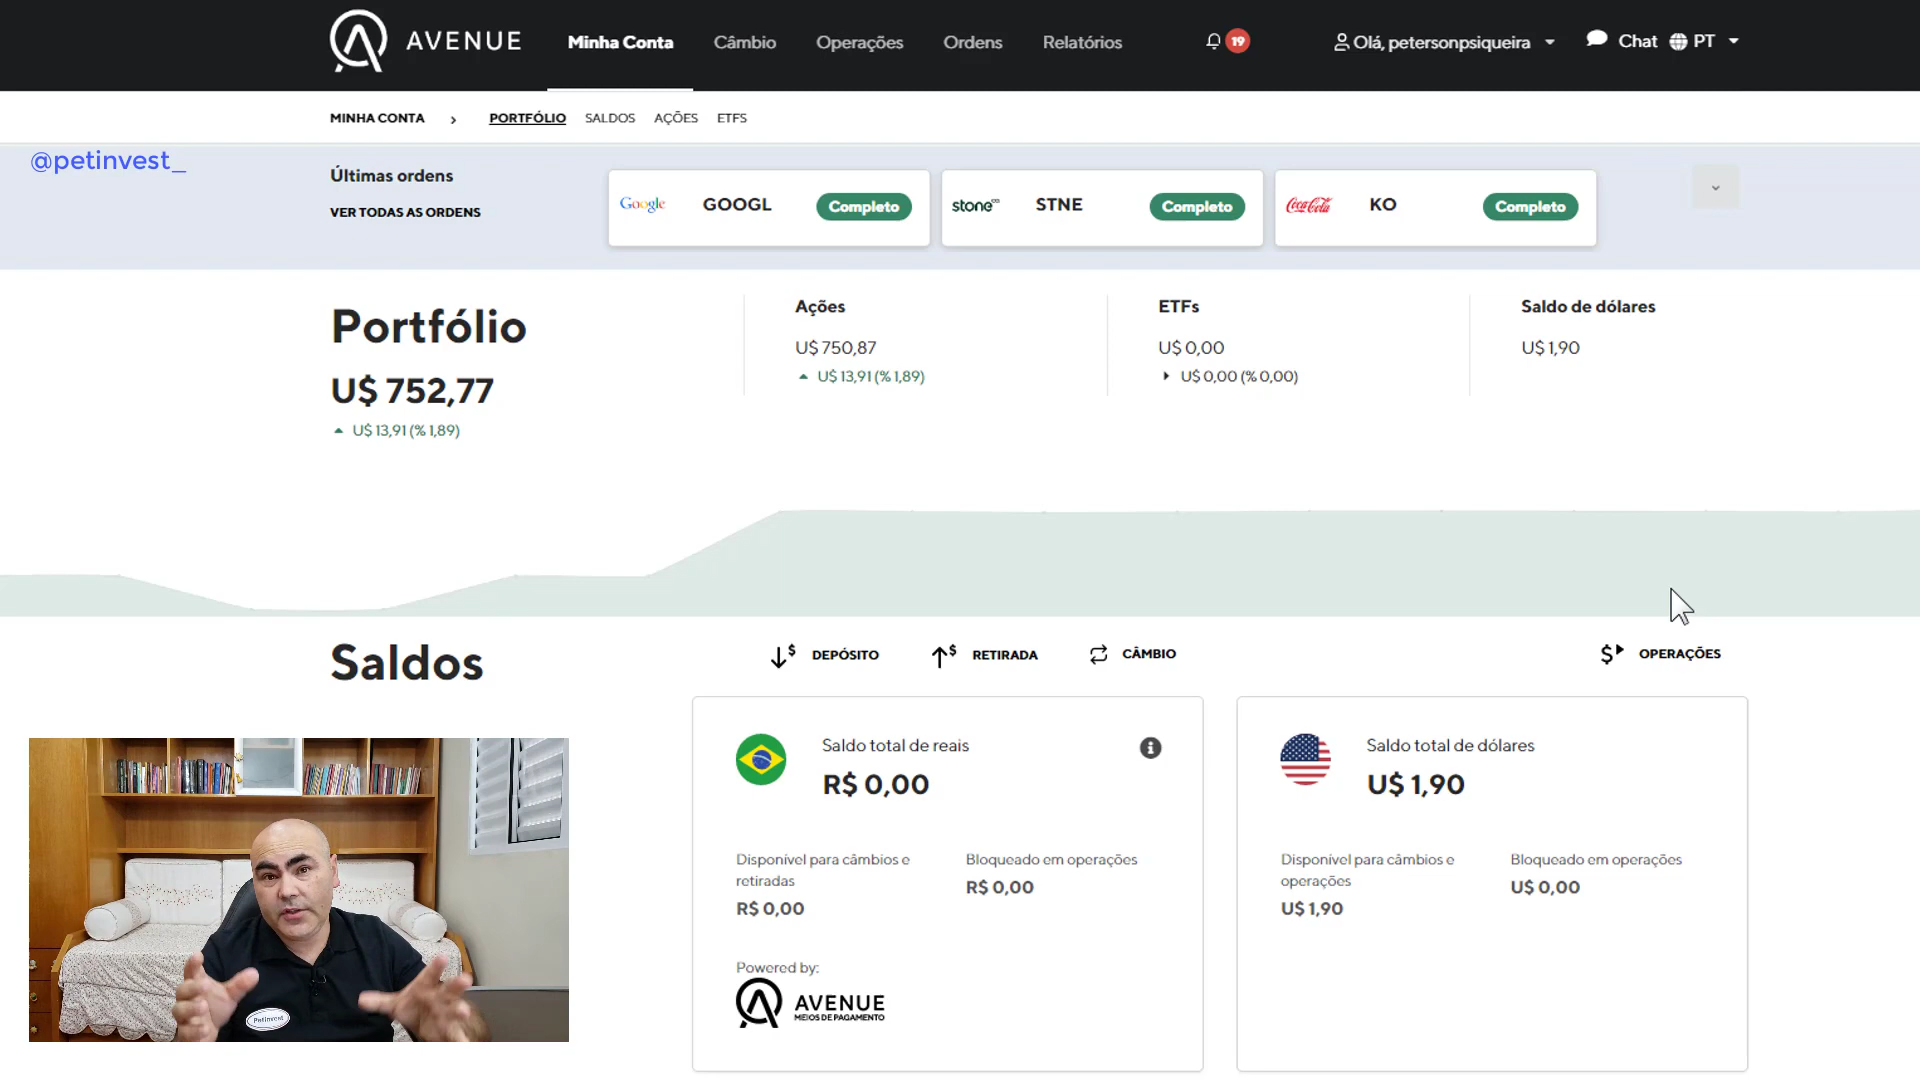 AVENUE
Minha Conta
Câmbio
Operações
Ordens
Relatórios
19
Olá, petersonpsiqueira
Chat
PT
MINHA CONTA
PORTFÓLIO
SALDOS
AÇÕES
ETFS
@petinvest_
Últimas ordens
VER TODAS AS ORDENS
Google
GOOGL
Completo
stone co
STNE
Completo
Coca-Cola
KO
Completo
Portfólio
U$ 752,77
U$ 13,91 (% 1,89)
Ações
U$ 750,87
U$ 13,91 (% 1,89)
ETFs
U$ 0,00
U$ 0,00 (% 0,00)
Saldo de dólares
U$ 1,90
Saldos
DEPÓSITO
RETIRADA
CÂMBIO
OPERAÇÕES
Saldo total de reais
R$ 0,00
Disponível para câmbios e
retiradas
R$ 0,00
Bloqueado em operações
R$ 0,00
Powered by:
AVENUE
MEIOS DE PAGAMENTO
Saldo total de dólares
U$ 1,90
Disponível para câmbios e
operações
U$ 1,90
Bloqueado em operações
U$ 0,00
PetInvest